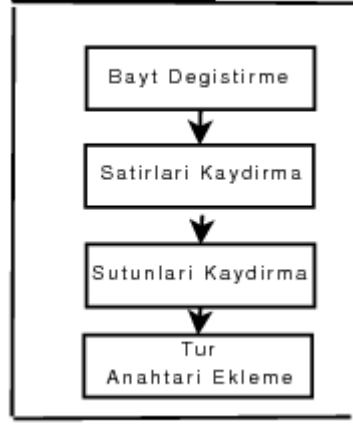 Bayt Degistirme
Satirlari Kaydirma
Sutunlari Kaydirma
Tur
Anahtari Ekleme